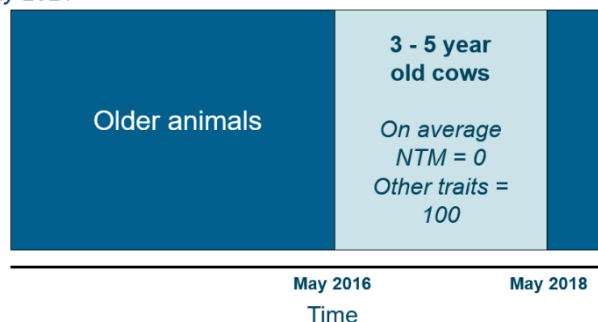 Older animals
3 - 5 year
old cows
On average
NTM = 0
Other traits =
100
May 2016
May 2018
Time